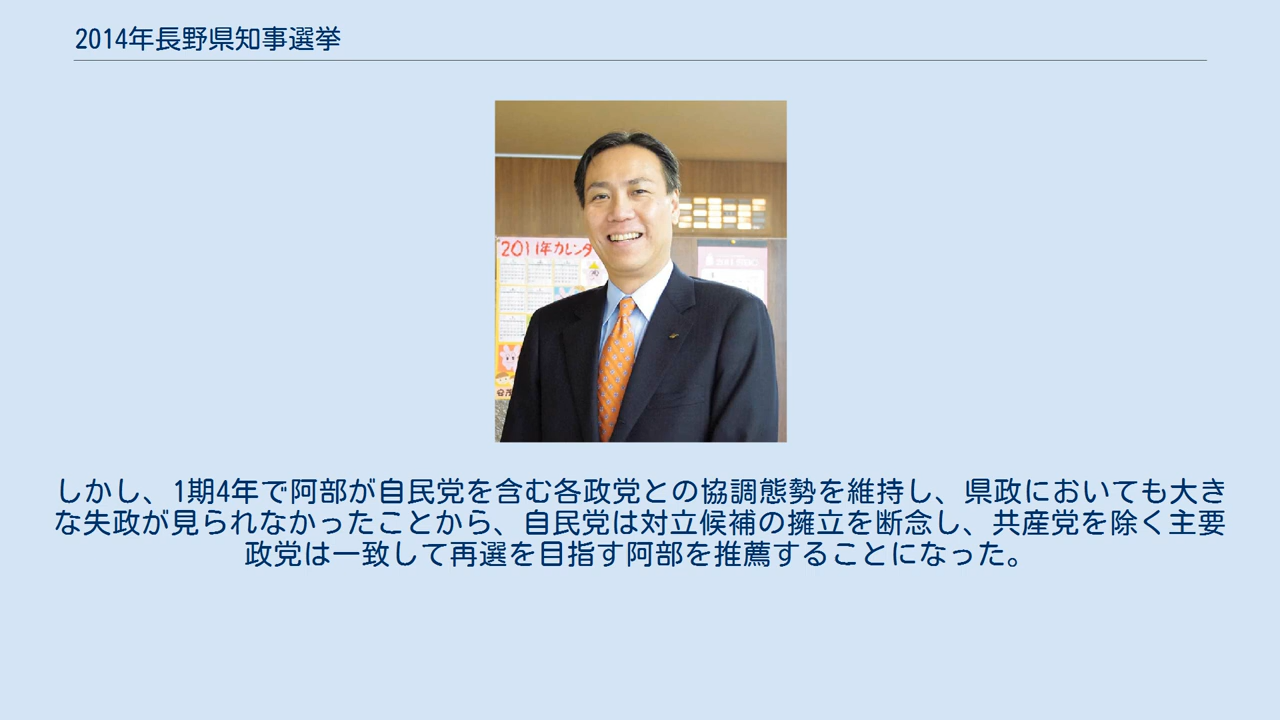 2014年長野県知事選挙
2011年カレンダ
しかし、1期4年で阿部が自民党を含む各政党との協調態勢を維持し、県政においても大き
な失政が見られなかったことから、自民党は対立候補の擁立を断念し、共産党を除く主要
政党は一致して再選を目指す阿部を推薦することになった。